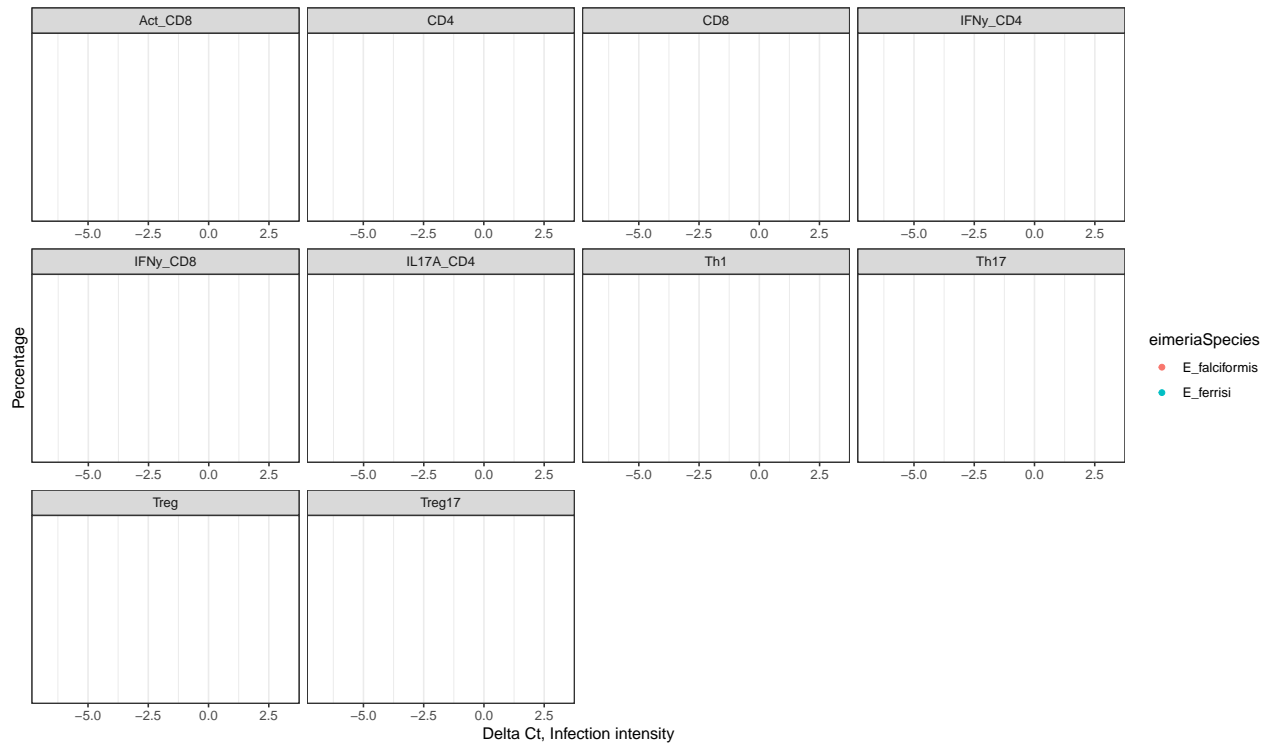 Act_CD8 CD4 CD8 IFNy_CD4
−5.0 −2.5 0.0 2.5 −5.0 −2.5 0.0 2.5 −5.0 −2.5 0.0 2.5 −5.0 −2.5 0.0 2.5
IFNy_CD8 IL17A_CD4 Th1 Th17
−5.0 −2.5 0.0 2.5 −5.0 −2.5 0.0 2.5 −5.0 −2.5 0.0 2.5 −5.0 −2.5 0.0 2.5
Treg Treg17
−5.0 −2.5 0.0 2.5 −5.0 −2.5 0.0 2.5
Delta Ct, Infection intensity
Percentage
eimeriaSpecies
E_falciformis
E_ferrisi